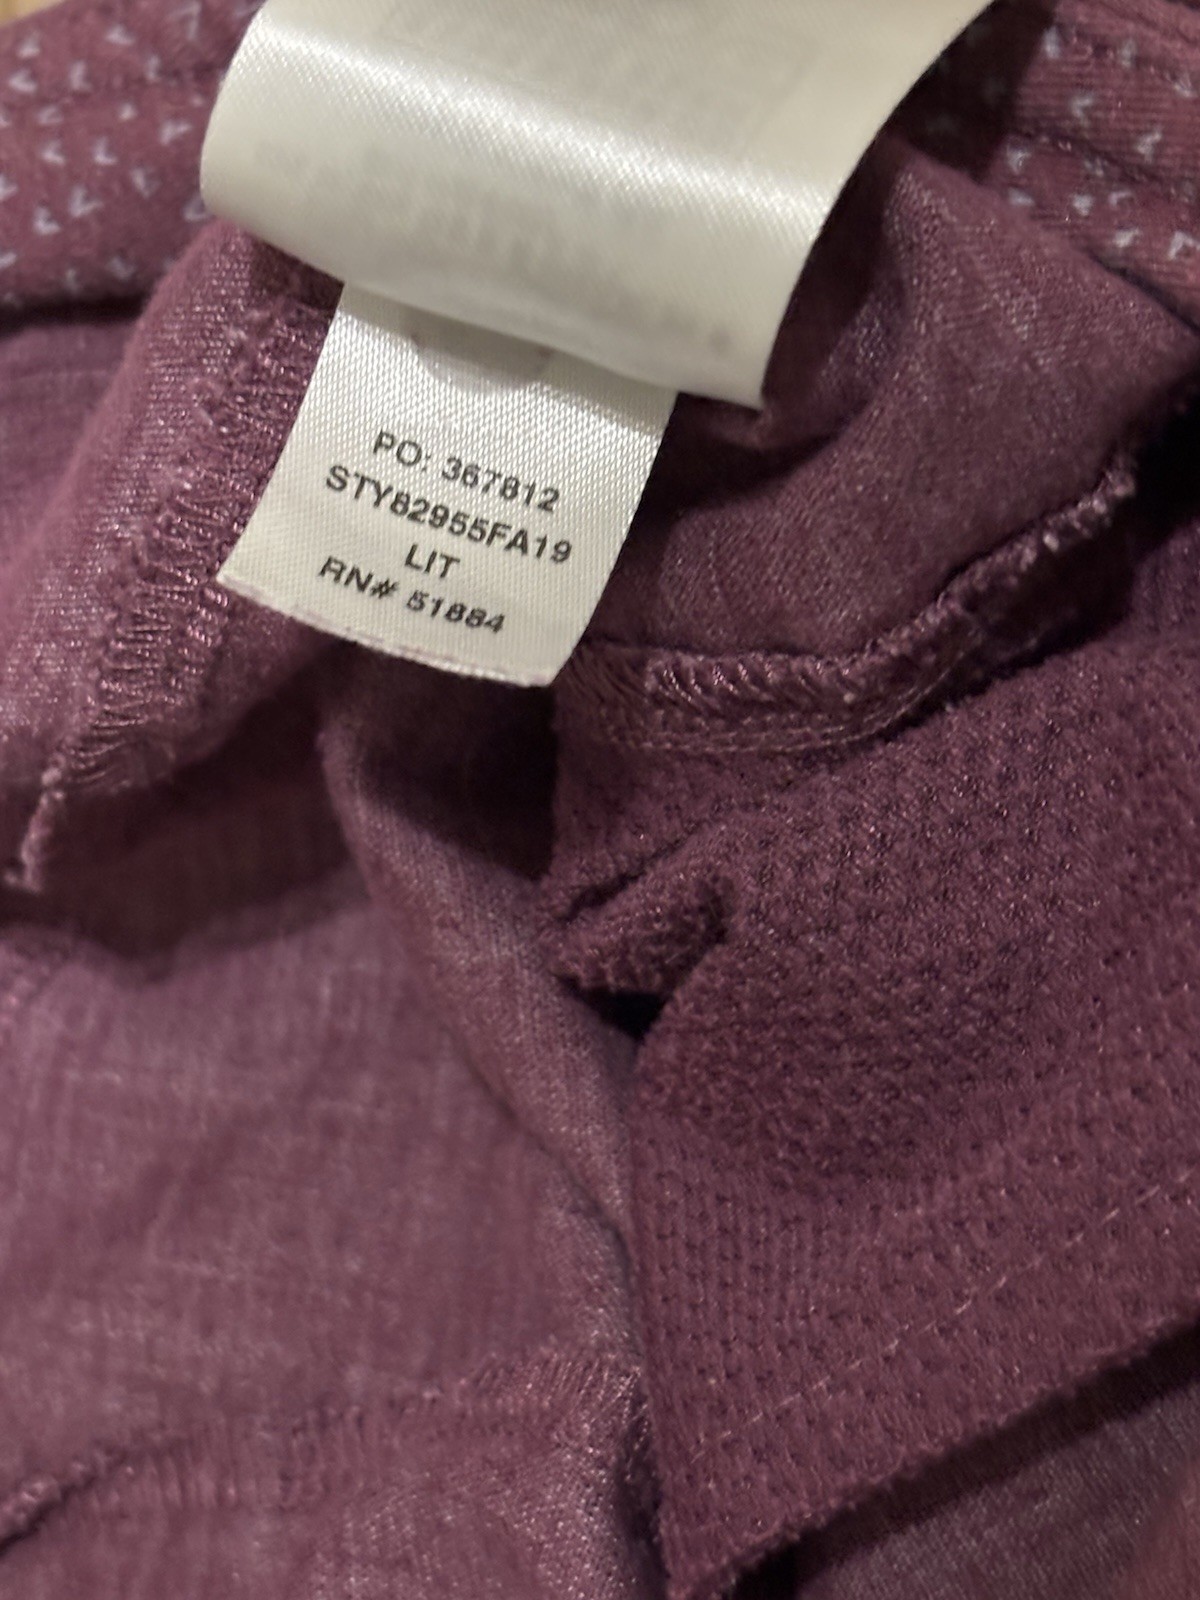 PO: 367812
STY82955FA19
LIT
RN# 51884